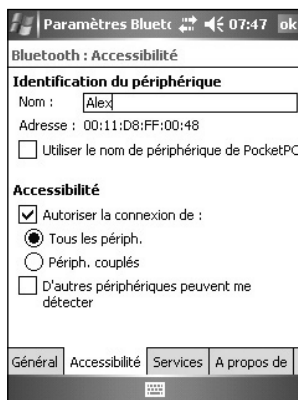 Paramètres Bluetc 07:47 ok
Bluetooth : Accessibilité
Identification du périphérique
Nom : Alex
Adresse : 00:11:D8:FF:00:48
Utiliser le nom de périphérique de PocketPC
Accessibilité
Autoriser la connexion de :
Tous les périph.
Périph. couplés
D'autres périphériques peuvent me
détecter
Général Accessibilité Services A propos de